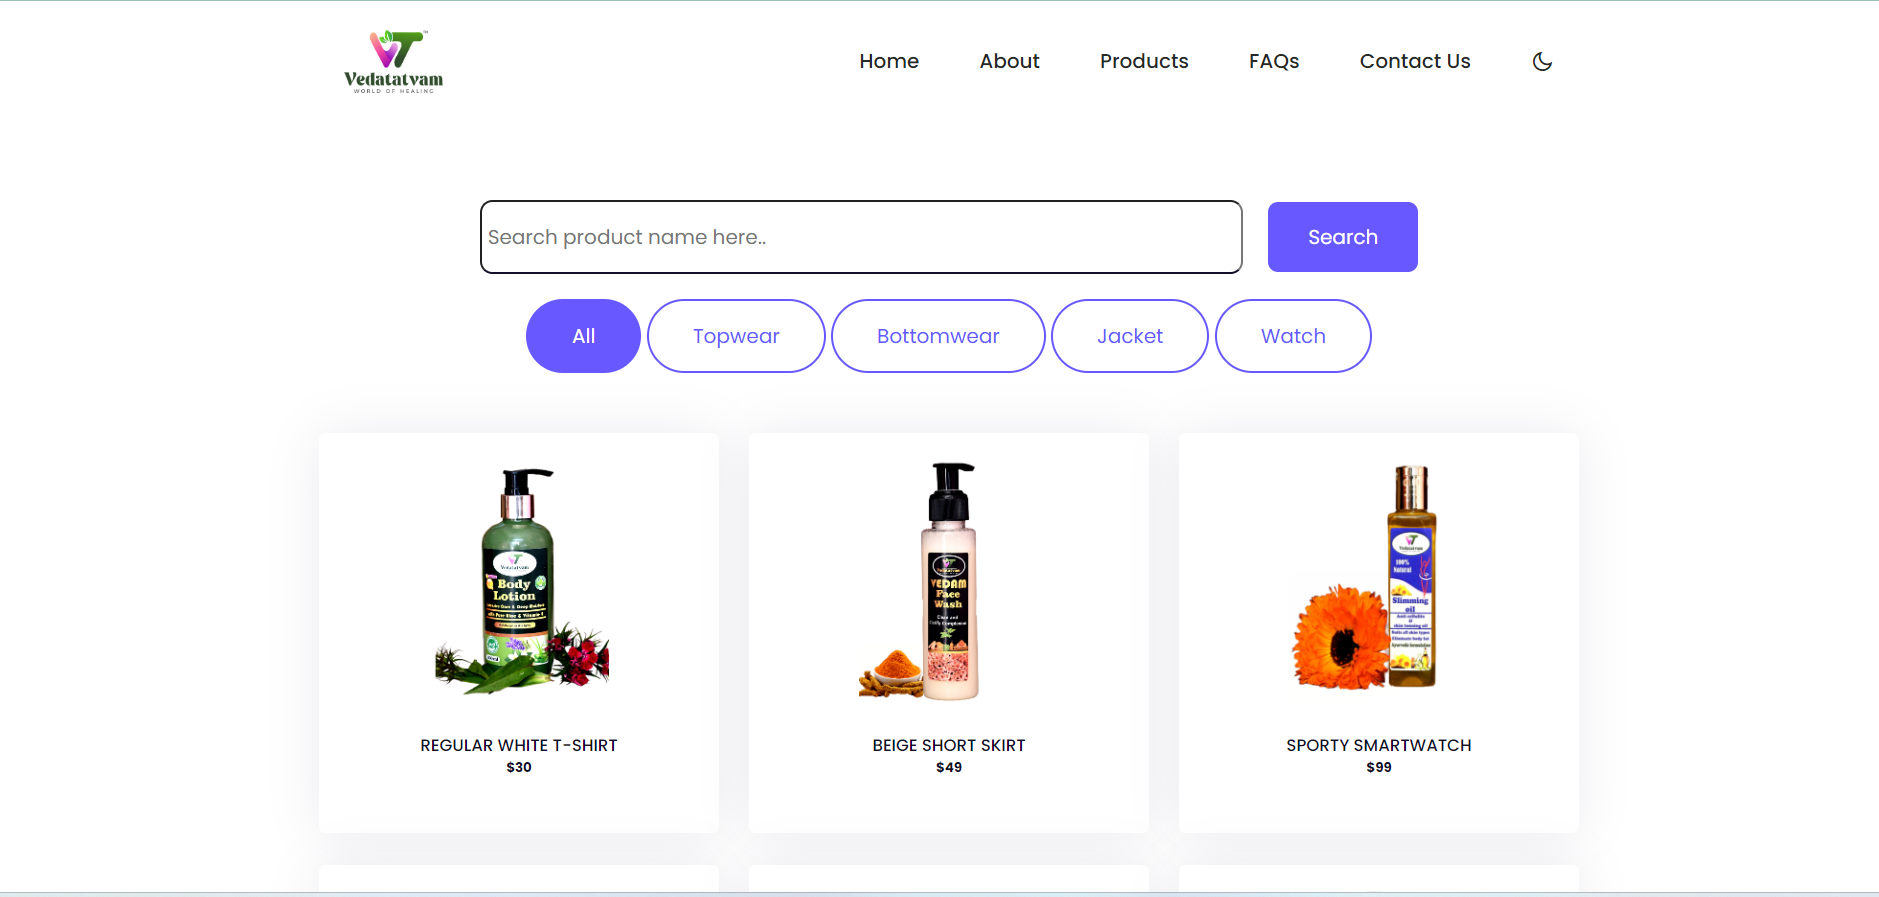 VT
Vedatatvam
WORLD OF HEALING
Home About Products FAQs Contact Us
Search product name here..
Search
All Topwear Bottomwear Jacket Watch
Vedatatvam
Body
Lotion
VEDAM
Face
Wash
Vedatatvam
100%
Natural
Slimming
oil
REGULAR WHITE T-SHIRT
$30
BEIGE SHORT SKIRT
$49
SPORTY SMARTWATCH
$99